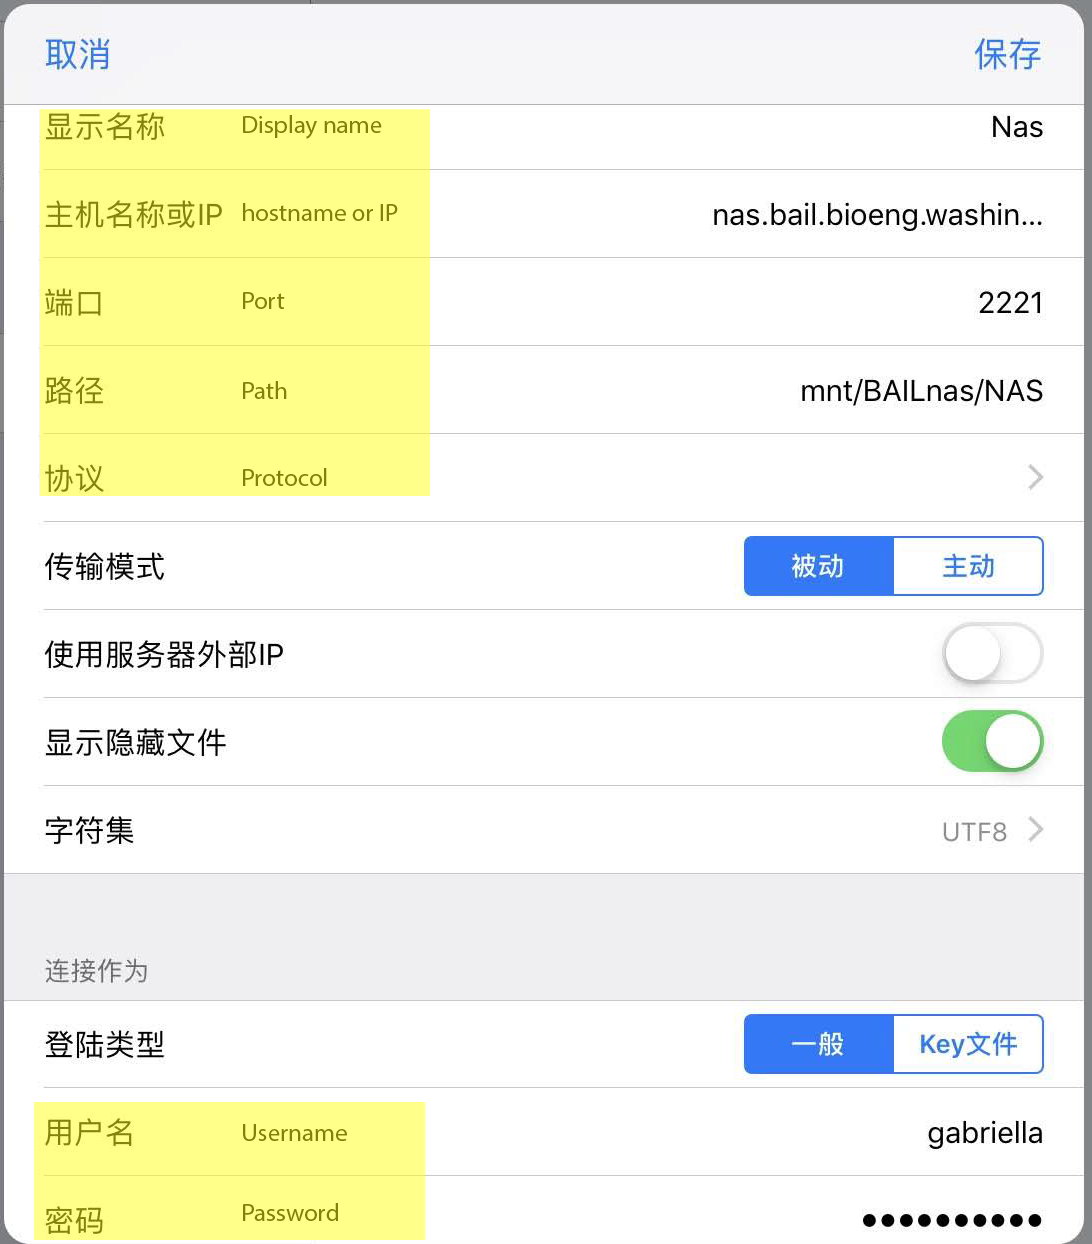 取消 保存
显示名称 Display name Nas
主机名称或IP hostname or IP nas.bail.bioeng.washin...
端口 Port 2221
路径 Path mnt/BAILnas/NAS
协议 Protocol
传输模式 被动 主动
使用服务器外部IP
显示隐藏文件
字符集 UTF8
连接作为
登陆类型 一般 Key文件
用户名 Username gabriella
密码 Password ••••••••••